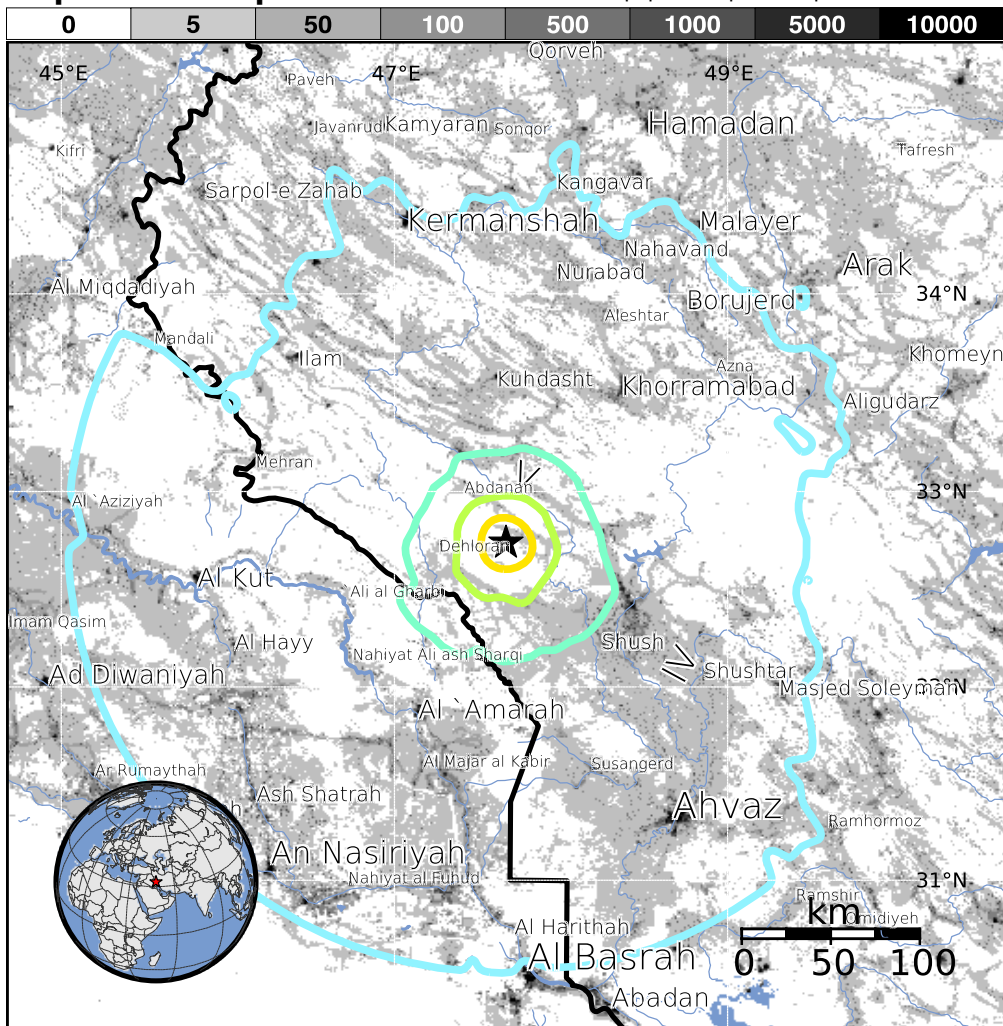 0 5 50 100 500 1000 5000 10000
Qorveh
45°E 47°E 49°E
Paveh
Javanrud Kamyaran Sonqor Hamadan
Kifri Tafresh
Sarpol-e Zahab Kangavar
Kermanshah Malayer
Nahavand
Nurabad Arak
Al Miqdadiyah Borujerd 34°N
Aleshtar
Mandali
Ilam Khomeyn
Azna
Kuhdasht Khorramabad
Aligudarz
Mehran
V
Abdanan 33°N
Al `Aziziyah
Dehloran
Al Kut
`Ali al Gharbi
Imam Qasim
Al Hayy Shush
Nahiyat Ali ash Sharqi
IV
Ad Diwaniyah Shushtar
Masjed Soleyman
Al `Amarah
Al Majar al Kabir Susangerd
Ar Rumaythah
Ash Shatrah Ahvaz
Ramhormoz
An Nasiriyah
Nahiyat al Fuhud 31°N
Ramshir
km Omidiyeh
Al Harithah
Al Basrah 0 50 100
Abadan